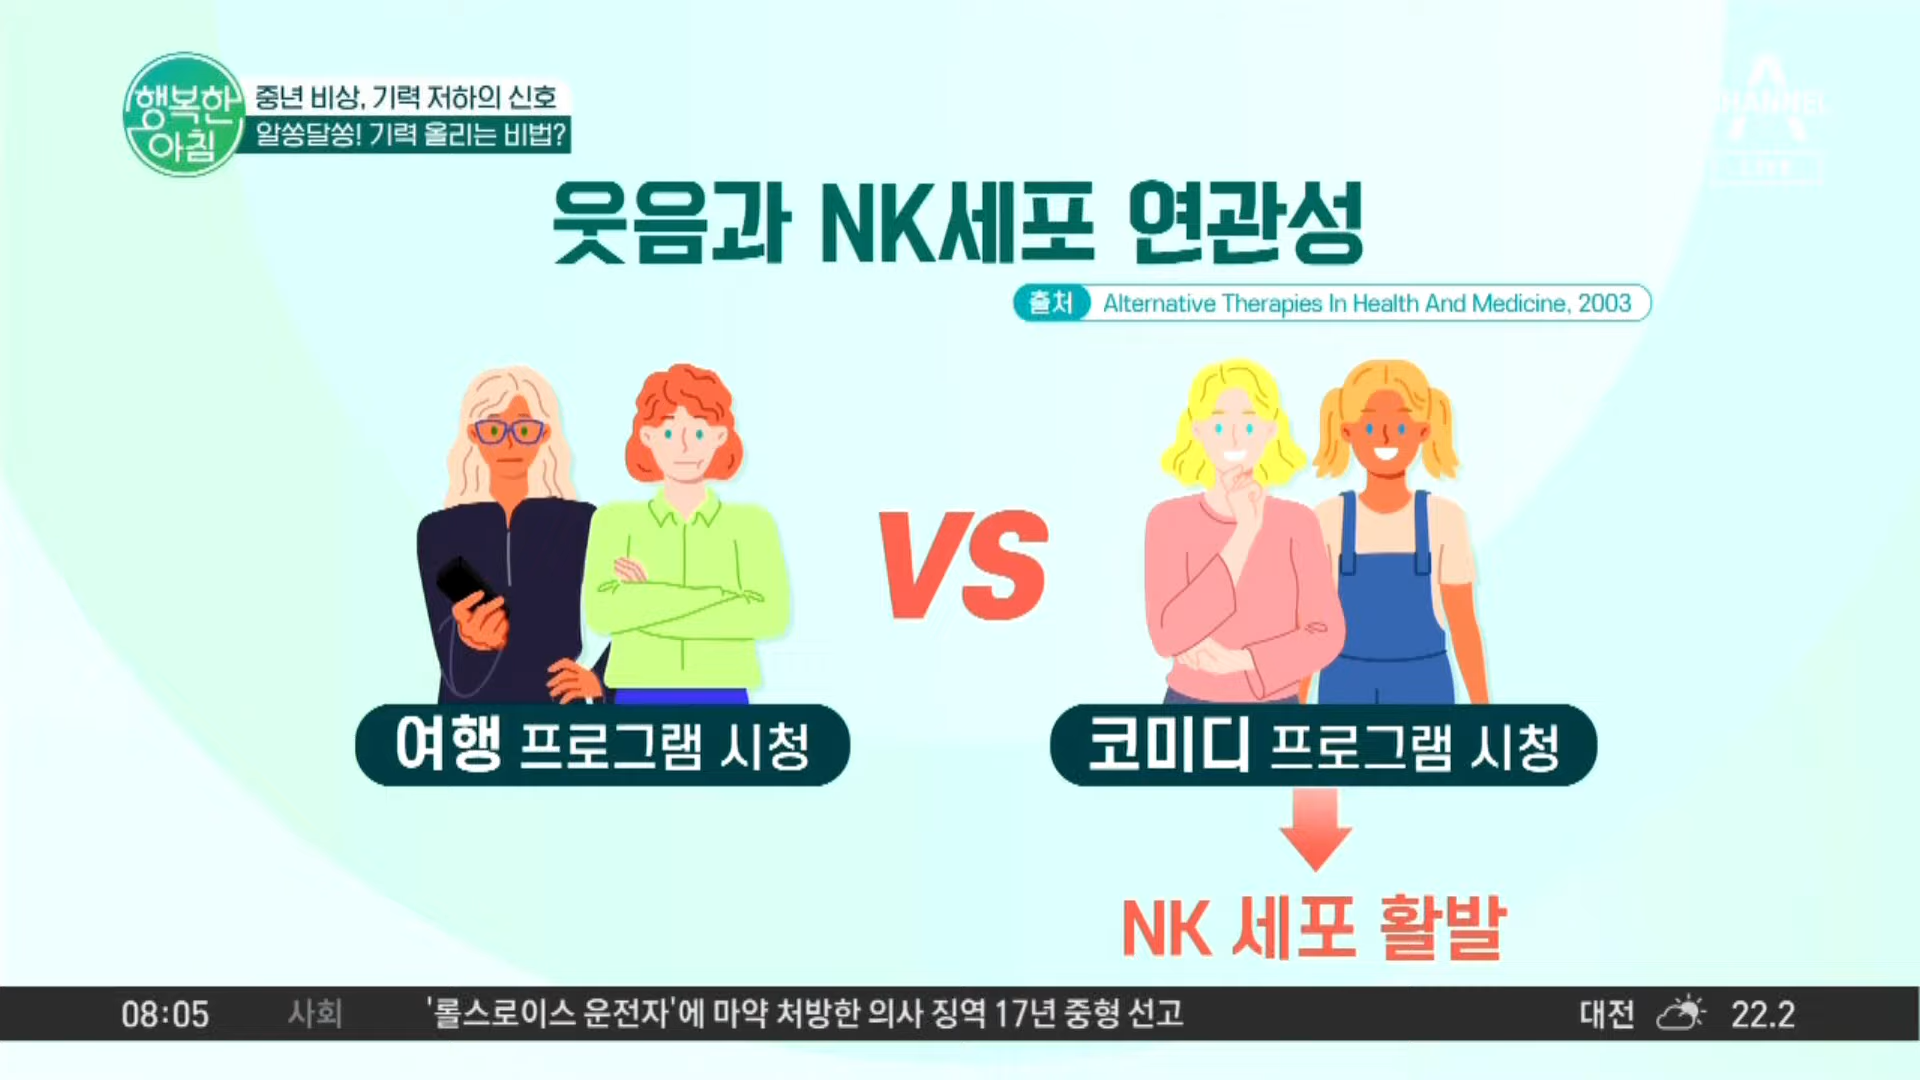 행복한
아침
중년 비상, 기력 저하의 신호
알쏭달쏭! 기력 올리는 비법?
CHANNEL A
LIVE
웃음과 NK세포 연관성
출처 Alternative Therapies In Health And Medicine, 2003
VS
여행 프로그램 시청
코미디 프로그램 시청
NK 세포 활발
08:05 사회 '롤스로이스 운전자'에 마약 처방한 의사 징역 17년 중형 선고 대전 22.2